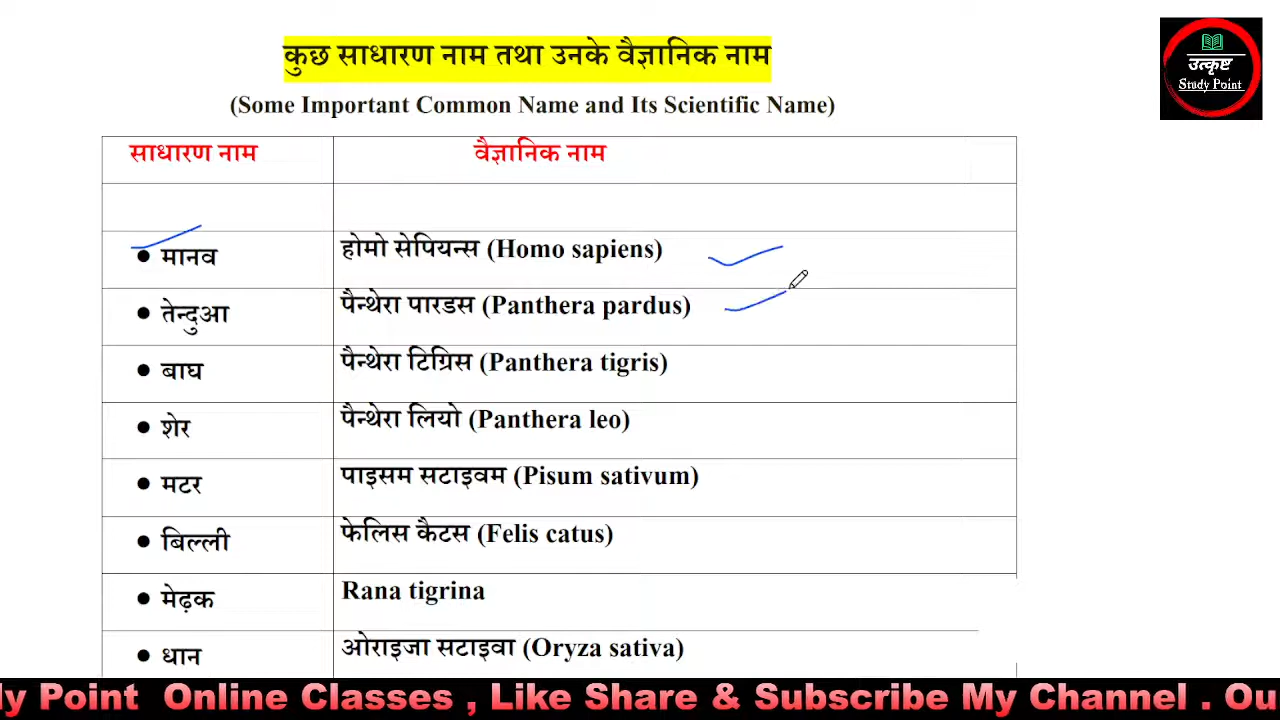 कुछ साधारण नाम तथा उनके वैज्ञानिक नाम
(Some Important Common Name and Its Scientific Name)
उत्कृष्ट
Study Point
साधारण नाम वैज्ञानिक नाम
• मानव होमो सेपियन्स (Homo sapiens)
• तेन्दुआ पैन्थेरा पारडस (Panthera pardus)
• बाघ पैन्थेरा टिग्रिस (Panthera tigris)
• शेर पैन्थेरा लियो (Panthera leo)
• मटर पाइसम सटाइवम (Pisum sativum)
• बिल्ली फेलिस कैटस (Felis catus)
• मेढ़क Rana tigrina
• धान ओराइजा सटाइवा (Oryza sativa)
dy Point Online Classes , Like Share & Subscribe My Channel . Ou